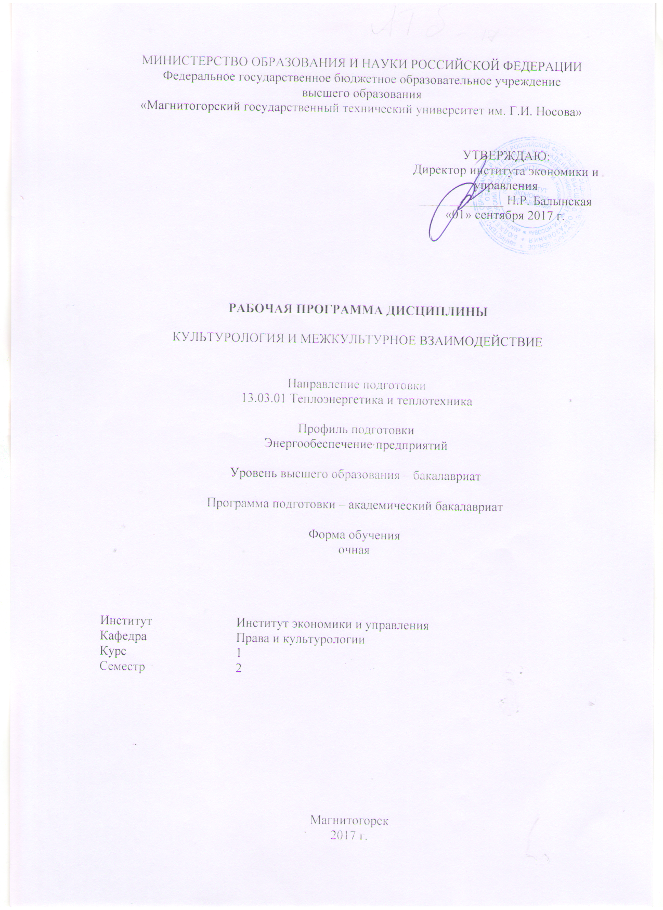 МИНИСТЕРСТВО ОБРАЗОВАНИЯ И НАУКИ РОССИЙСКОЙ ФЕДЕРАЦИИ
Федеральное государственное бюджетное образовательное учреждение
высшего образования
«Магнитогорский государственный технический университет им. Г.И. Носова»
УТВЕРЖДАЮ:
Директор института экономики и
управления
Н.Р. Балынская
«01» сентября 2017 г.
РАБОЧАЯ ПРОГРАММА ДИСЦИПЛИНЫ
КУЛЬТУРОЛОГИЯ И МЕЖКУЛЬТУРНОЕ ВЗАИМОДЕЙСТВИЕ
Направление подготовки
13.03.01 Теплоэнергетика и теплотехника
Профиль подготовки
Энергообеспечение предприятий
Уровень высшего образования – бакалавриат
Программа подготовки – академический бакалавриат
Форма обучения
очная
Институт Институт экономики и управления
Кафедра Права и культурологии
Курс 1
Семестр 2
Магнитогорск
2017 г.